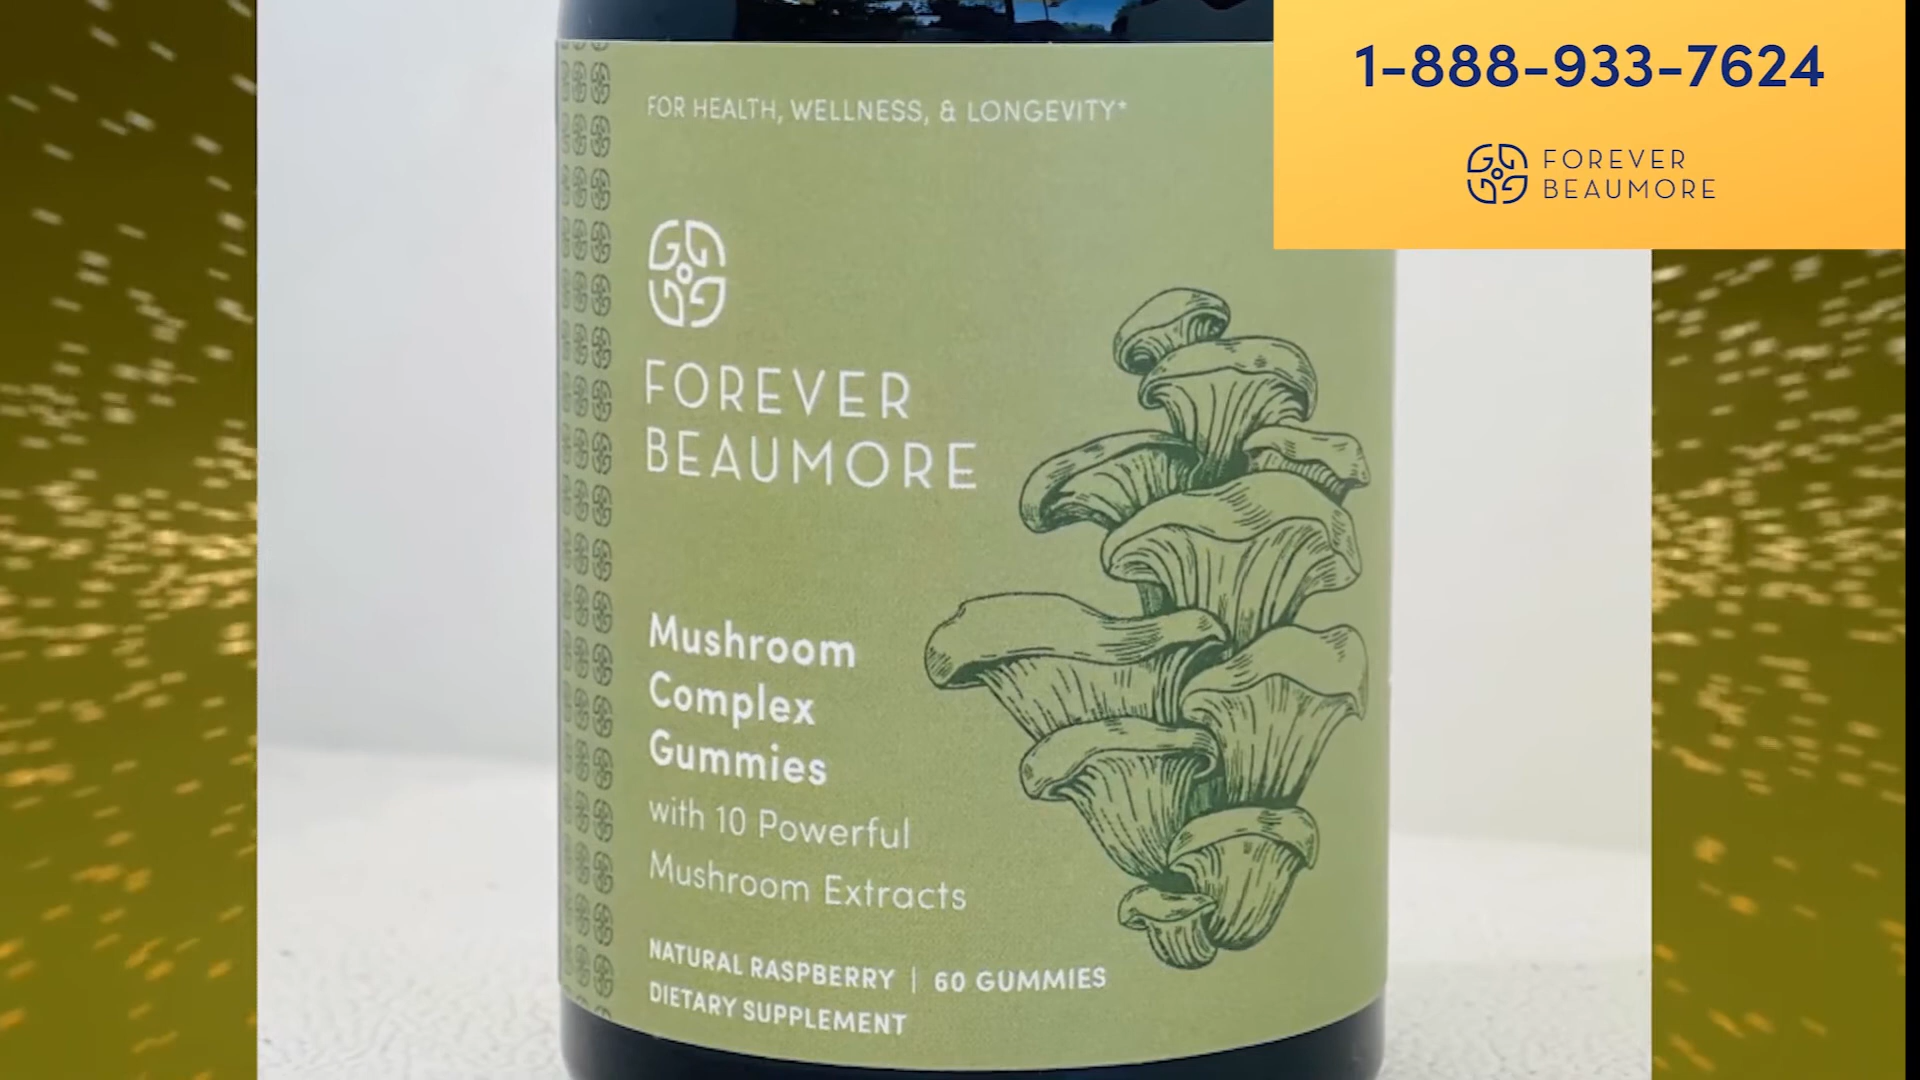 1-888-933-7624
FOREVER
BEAUMORE
FOR HEALTH, WELLNESS, & LONGEVITY*
FOREVER
BEAUMORE
Mushroom
Complex
Gummies
with 10 Powerful
Mushroom Extracts
NATURAL RASPBERRY | 60 GUMMIES
DIETARY SUPPLEMENT